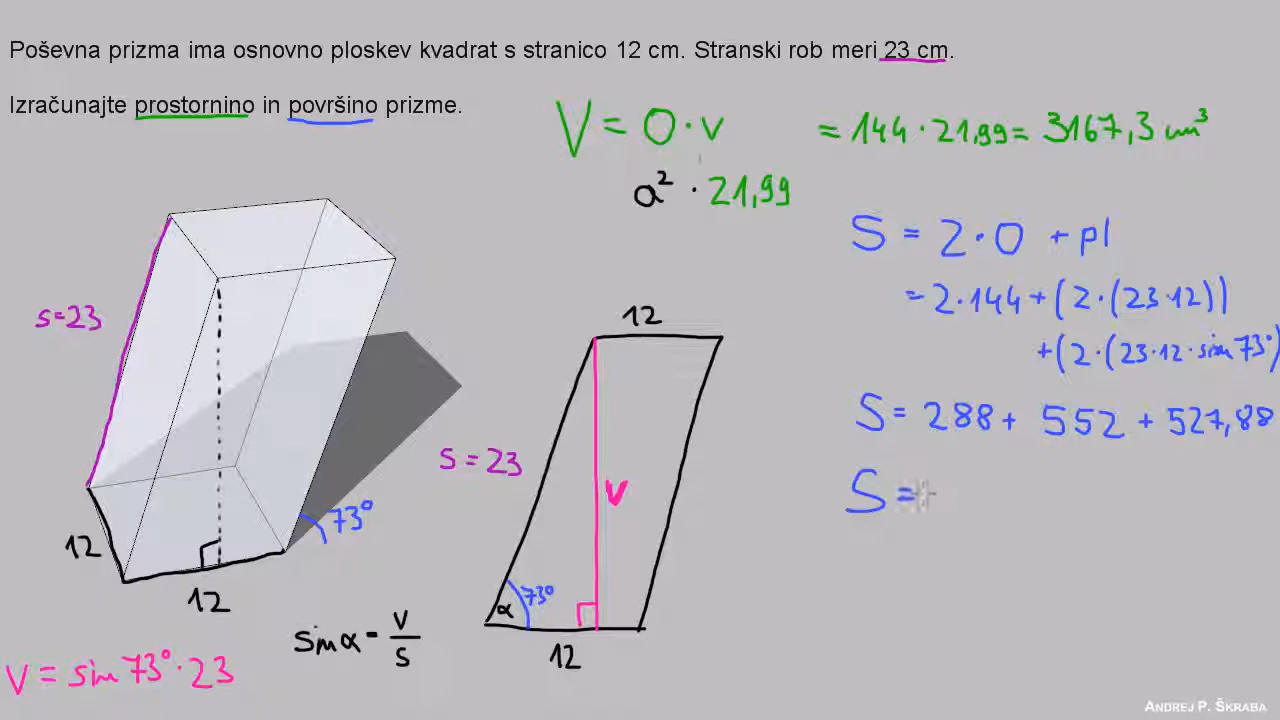 Poševna prizma ima osnovno ploskev kvadrat s stranico 12 cm. Stranski rob meri 23 cm.
Izračunajte prostornino in površino prizme.
V = O · v
= 144 · 21,99 = 3167,3 cm³
a² · 21,99
S = 2·O + pl
= 2·144 + (2·(23·12))
+ (2·(23·12·sin 73°)
S = 288 + 552 + 527,88
S =
s=23
12
12
73°
12
s = 23
v
α
73°
12
sin α = v/s
v = sin 73° · 23
ANDREJ P. ŠKRABA